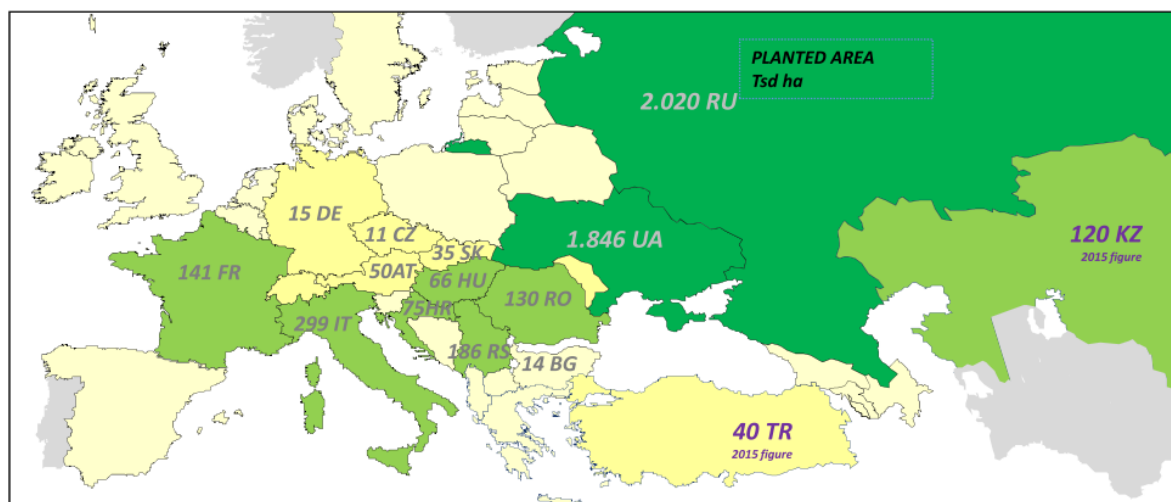 PLANTED AREA
Tsd ha
2.020 RU
15 DE
11 CZ
1.846 UA
35 SK
120 KZ
2015 figure
141 FR
50AT
66 HU
130 RO
75HR
299 IT
186 RS
14 BG
40 TR
2015 figure